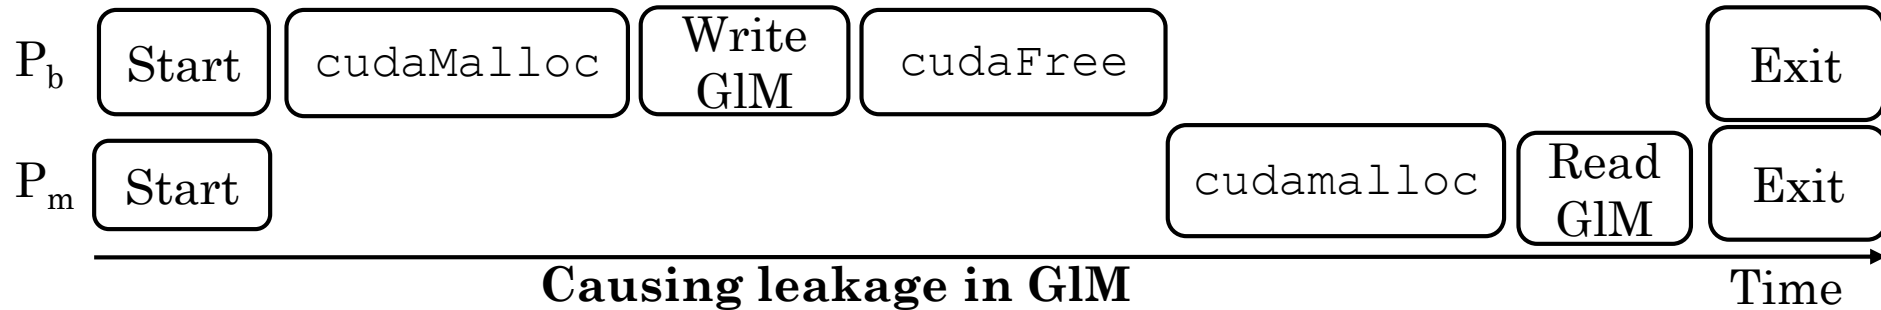 P_b Start cudaMalloc Write GlM cudaFree Exit
P_m Start cudamalloc Read GlM Exit
Causing leakage in GlM Time